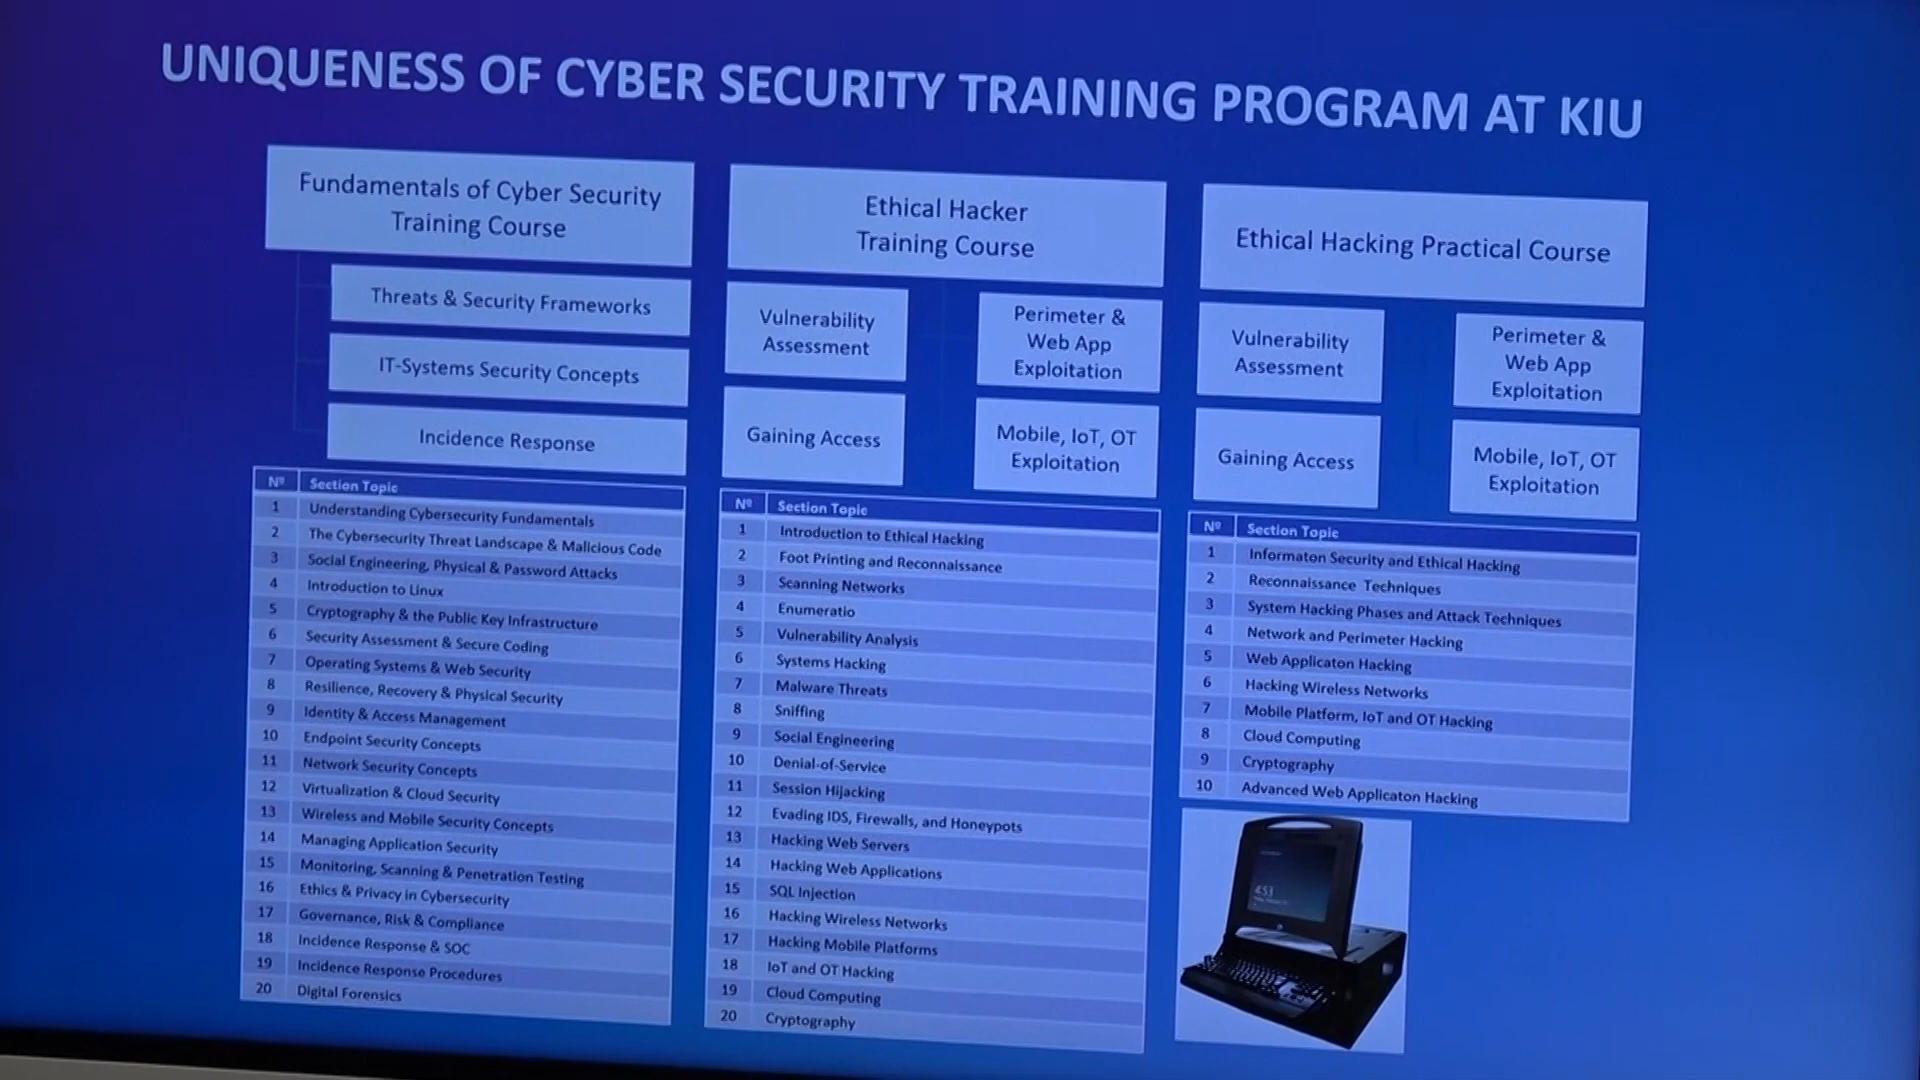 UNIQUENESS OF CYBER SECURITY TRAINING PROGRAM AT KIU
Fundamentals of Cyber Security
Training Course
Threats & Security Frameworks
IT-Systems Security Concepts
Incidence Response
Nº Section Topic
1 Understanding Cybersecurity Fundamentals
2 The Cybersecurity Threat Landscape & Malicious Code
3 Social Engineering, Physical & Password Attacks
4 Introduction to Linux
5 Cryptography & the Public Key Infrastructure
6 Security Assessment & Secure Coding
7 Operating Systems & Web Security
8 Resilience, Recovery & Physical Security
9 Identity & Access Management
10 Endpoint Security Concepts
11 Network Security Concepts
12 Virtualization & Cloud Security
13 Wireless and Mobile Security Concepts
14 Managing Application Security
15 Monitoring, Scanning & Penetration Testing
16 Ethics & Privacy in Cybersecurity
17 Governance, Risk & Compliance
18 Incidence Response & SOC
19 Incidence Response Procedures
20 Digital Forensics
Ethical Hacker
Training Course
Vulnerability
Assessment
Perimeter &
Web App
Exploitation
Gaining Access
Mobile, IoT, OT
Exploitation
Nº Section Topic
1 Introduction to Ethical Hacking
2 Foot Printing and Reconnaissance
3 Scanning Networks
4 Enumeratio
5 Vulnerability Analysis
6 Systems Hacking
7 Malware Threats
8 Sniffing
9 Social Engineering
10 Denial-of-Service
11 Session Hijacking
12 Evading IDS, Firewalls, and Honeypots
13 Hacking Web Servers
14 Hacking Web Applications
15 SQL Injection
16 Hacking Wireless Networks
17 Hacking Mobile Platforms
18 IoT and OT Hacking
19 Cloud Computing
20 Cryptography
Ethical Hacking Practical Course
Vulnerability
Assessment
Perimeter &
Web App
Exploitation
Gaining Access
Mobile, IoT, OT
Exploitation
Nº Section Topic
1 Informaton Security and Ethical Hacking
2 Reconnaissance Techniques
3 System Hacking Phases and Attack Techniques
4 Network and Perimeter Hacking
5 Web Applicaton Hacking
6 Hacking Wireless Networks
7 Mobile Platform, IoT and OT Hacking
8 Cloud Computing
9 Cryptography
10 Advanced Web Applicaton Hacking
4:53